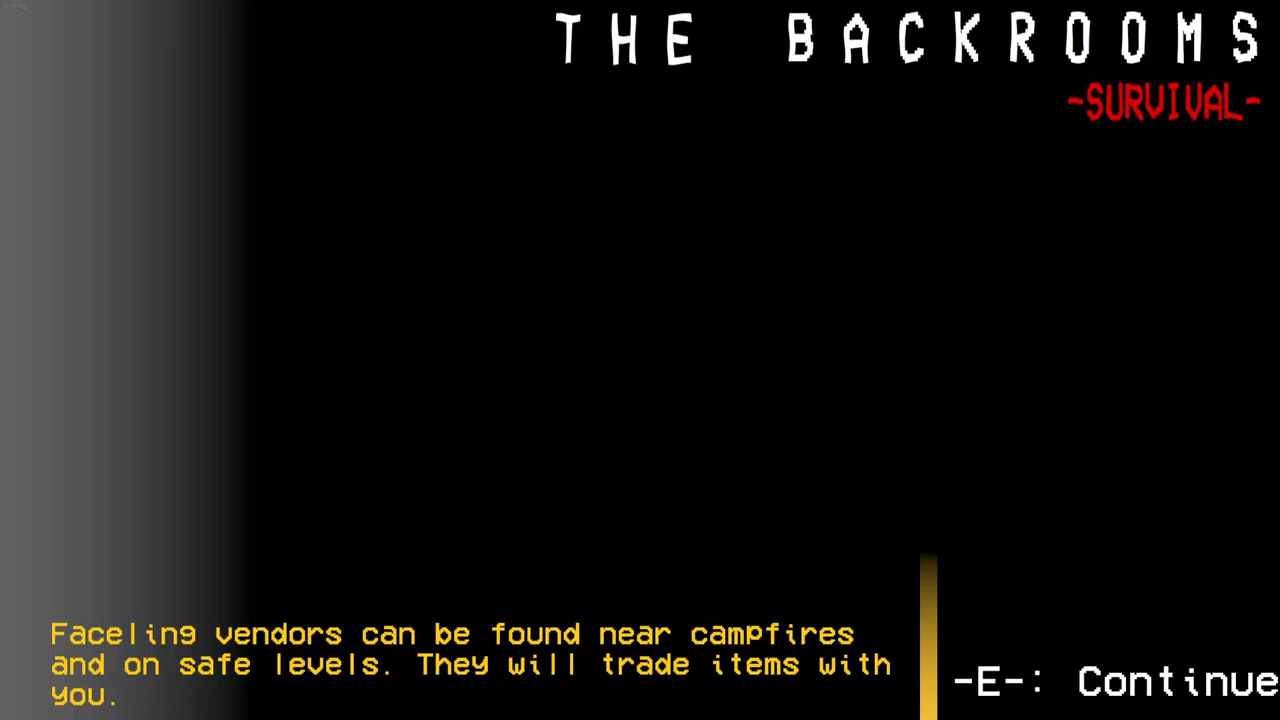 THE BACKROOMS
-SURVIVAL-
Faceling vendors can be found near campfires
and on safe levels. They will trade items with
you.
-E-: Continue